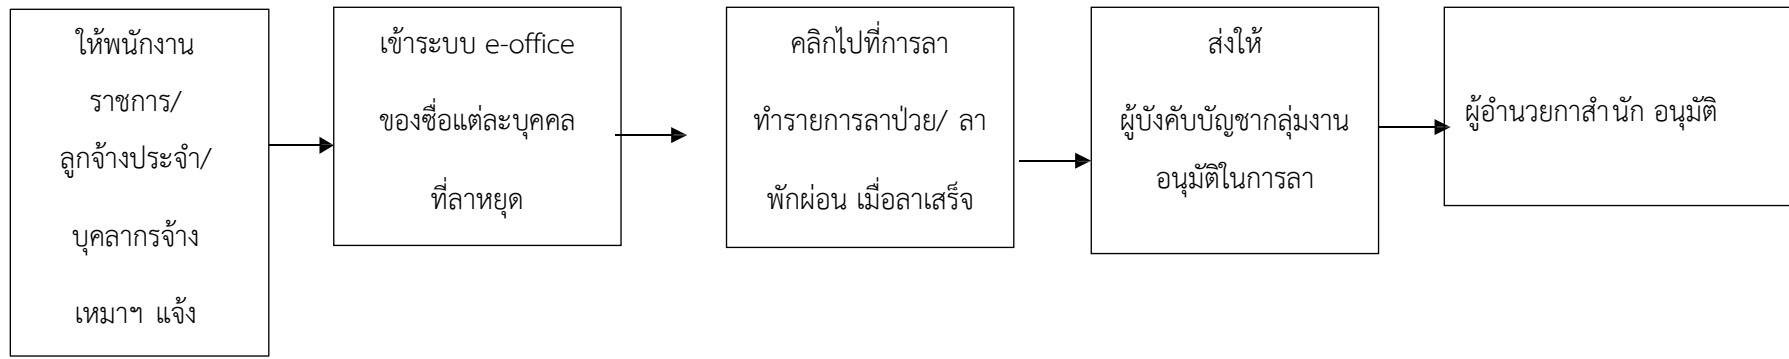 ให้พนักงาน
ราชการ/
ลูกจ้างประจำ/
บุคลากรจ้าง
เหมาฯ แจ้ง
เข้าระบบ e-office
ของชื่อแต่ละบุคคล
ที่ลาหยุด
คลิกไปที่การลา
ทำรายการลาป่วย/ ลา
พักผ่อน เมื่อลาเสร็จ
ส่งให้
ผู้บังคับบัญชากลุ่มงาน
อนุมัติในการลา
ผู้อำนวยกาสำนัก อนุมัติ